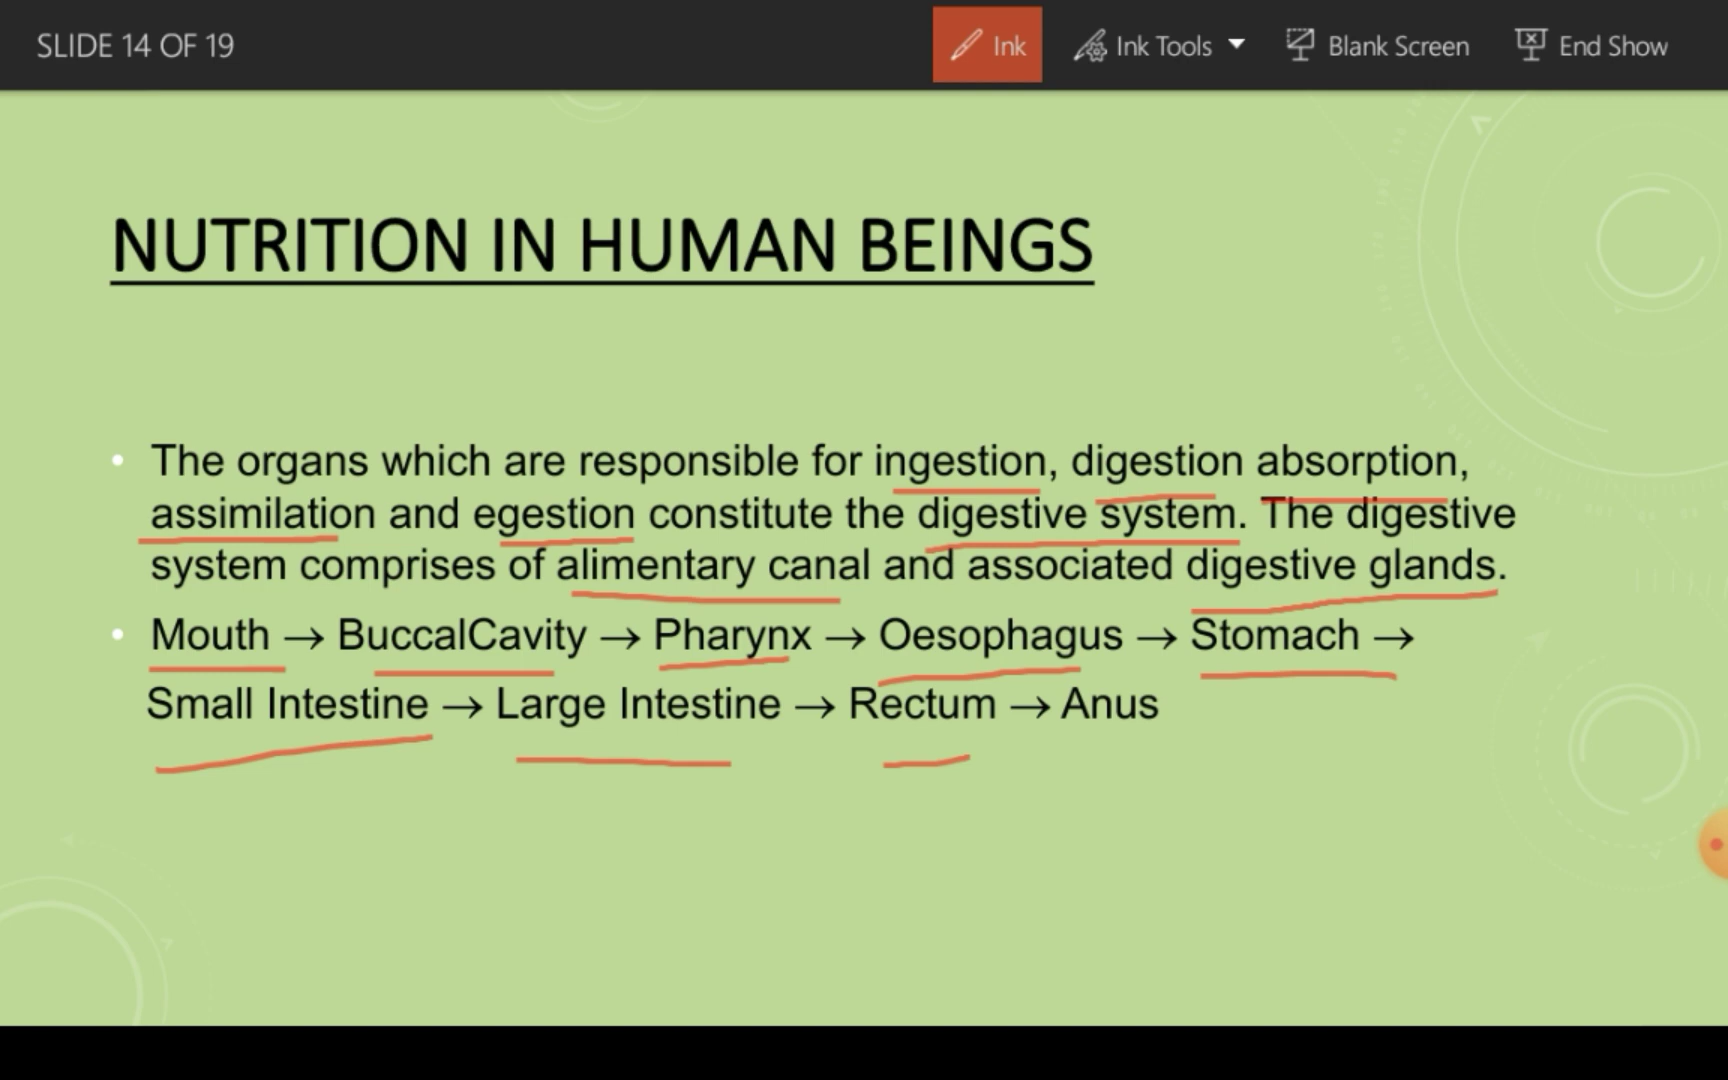 SLIDE 14 OF 19 Ink Ink Tools Blank Screen End Show
NUTRITION IN HUMAN BEINGS
• The organs which are responsible for ingestion, digestion absorption,
assimilation and egestion constitute the digestive system. The digestive
system comprises of alimentary canal and associated digestive glands.
• Mouth → BuccalCavity → Pharynx → Oesophagus → Stomach →
Small Intestine → Large Intestine → Rectum → Anus